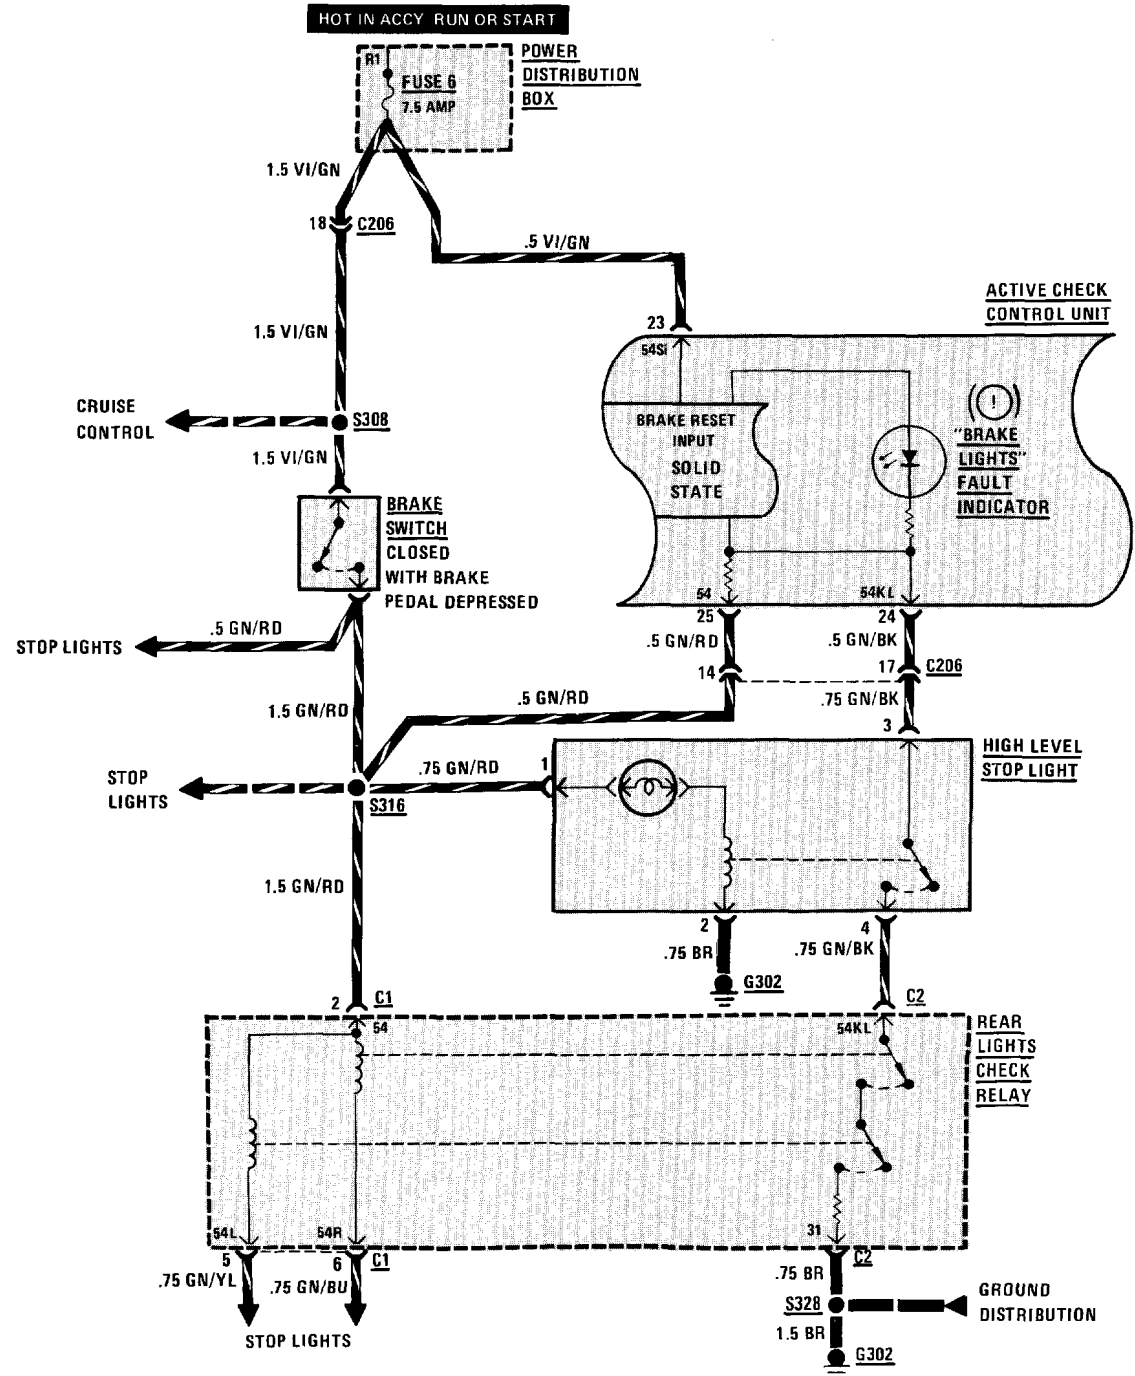 HOT IN ACCY RUN OR START
R1
FUSE 6
7.5 AMP
POWER
DISTRIBUTION
BOX
1.5 VI/GN
18
C206
.5 VI/GN
1.5 VI/GN
23
ACTIVE CHECK
CONTROL UNIT
54SI
CRUISE
CONTROL
S308
BRAKE RESET
INPUT
SOLID
STATE
(!)
"BRAKE
LIGHTS"
FAULT
INDICATOR
1.5 VI/GN
BRAKE
SWITCH
CLOSED
WITH BRAKE
PEDAL DEPRESSED
54
54KL
25
24
STOP LIGHTS
.5 GN/RD
.5 GN/RD
.5 GN/BK
14
17
C206
1.5 GN/RD
.5 GN/RD
.75 GN/BK
3
HIGH LEVEL
STOP LIGHT
STOP
LIGHTS
S316
.75 GN/RD
1
1.5 GN/RD
2
4
.75 BR
.75 GN/BK
G302
2
C1
C2
54
54KL
REAR
LIGHTS
CHECK
RELAY
54L
54R
31
5
6
C1
C2
.75 GN/YL
.75 GN/BU
.75 BR
STOP LIGHTS
S328
GROUND
DISTRIBUTION
1.5 BR
G302